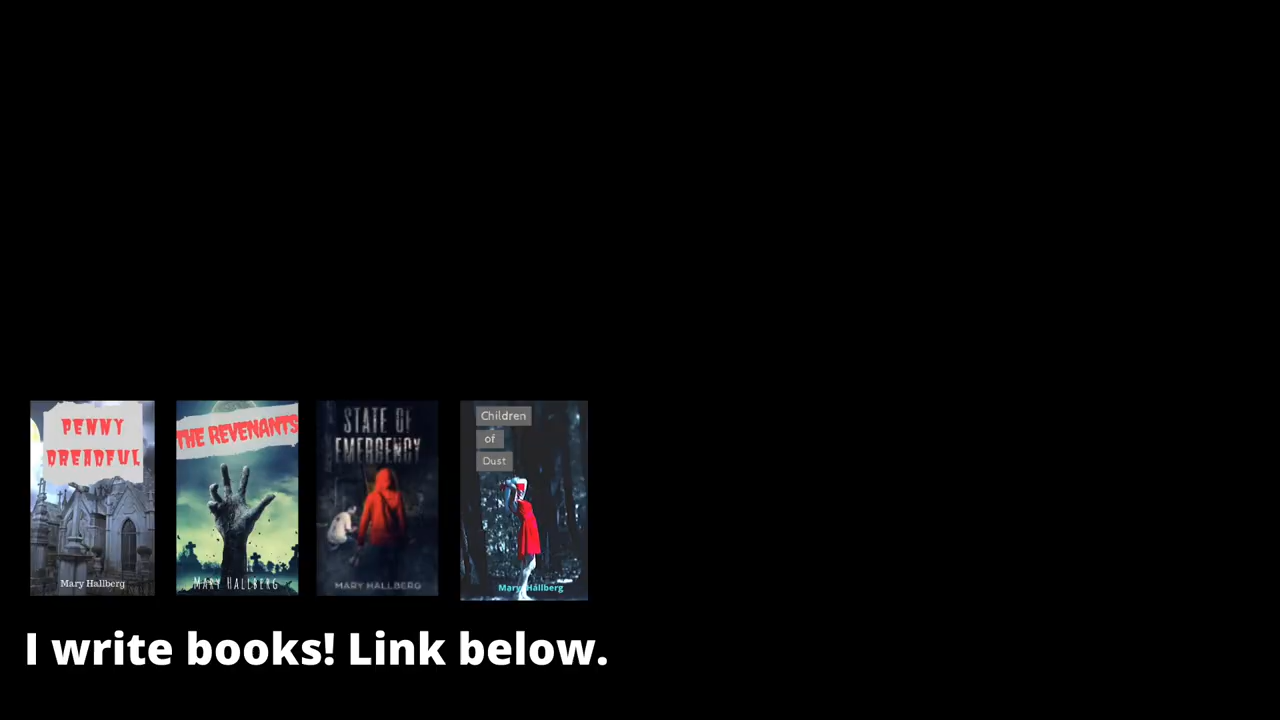 PENNY
DREADFUL
Mary Hallberg
THE REVENANTS
MARY HALLBERG
STATE OF
EMERGENCY
MARY HALLBERG
Children
of
Dust
Mary Hallberg
I write books! Link below.